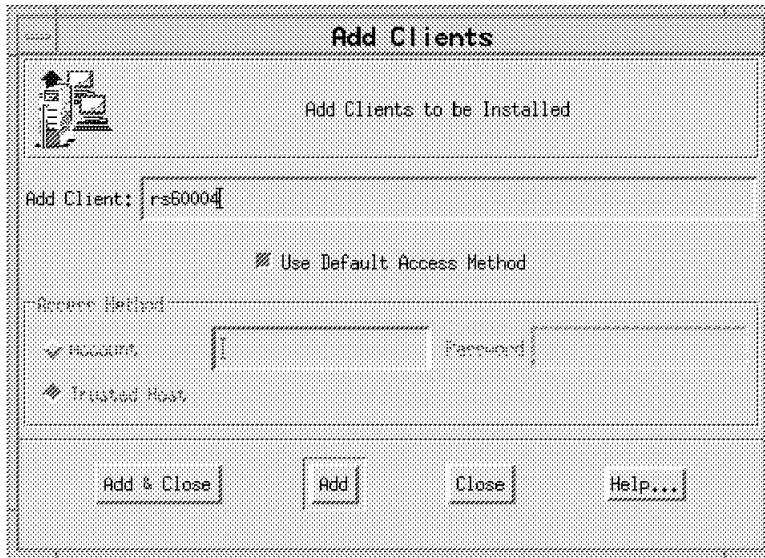 Add Clients
Add Clients to be Installed
Add Client: rs60004
Use Default Access Method
Access Method
Account Password
Trusted Host
Add & Close Add Close Help...